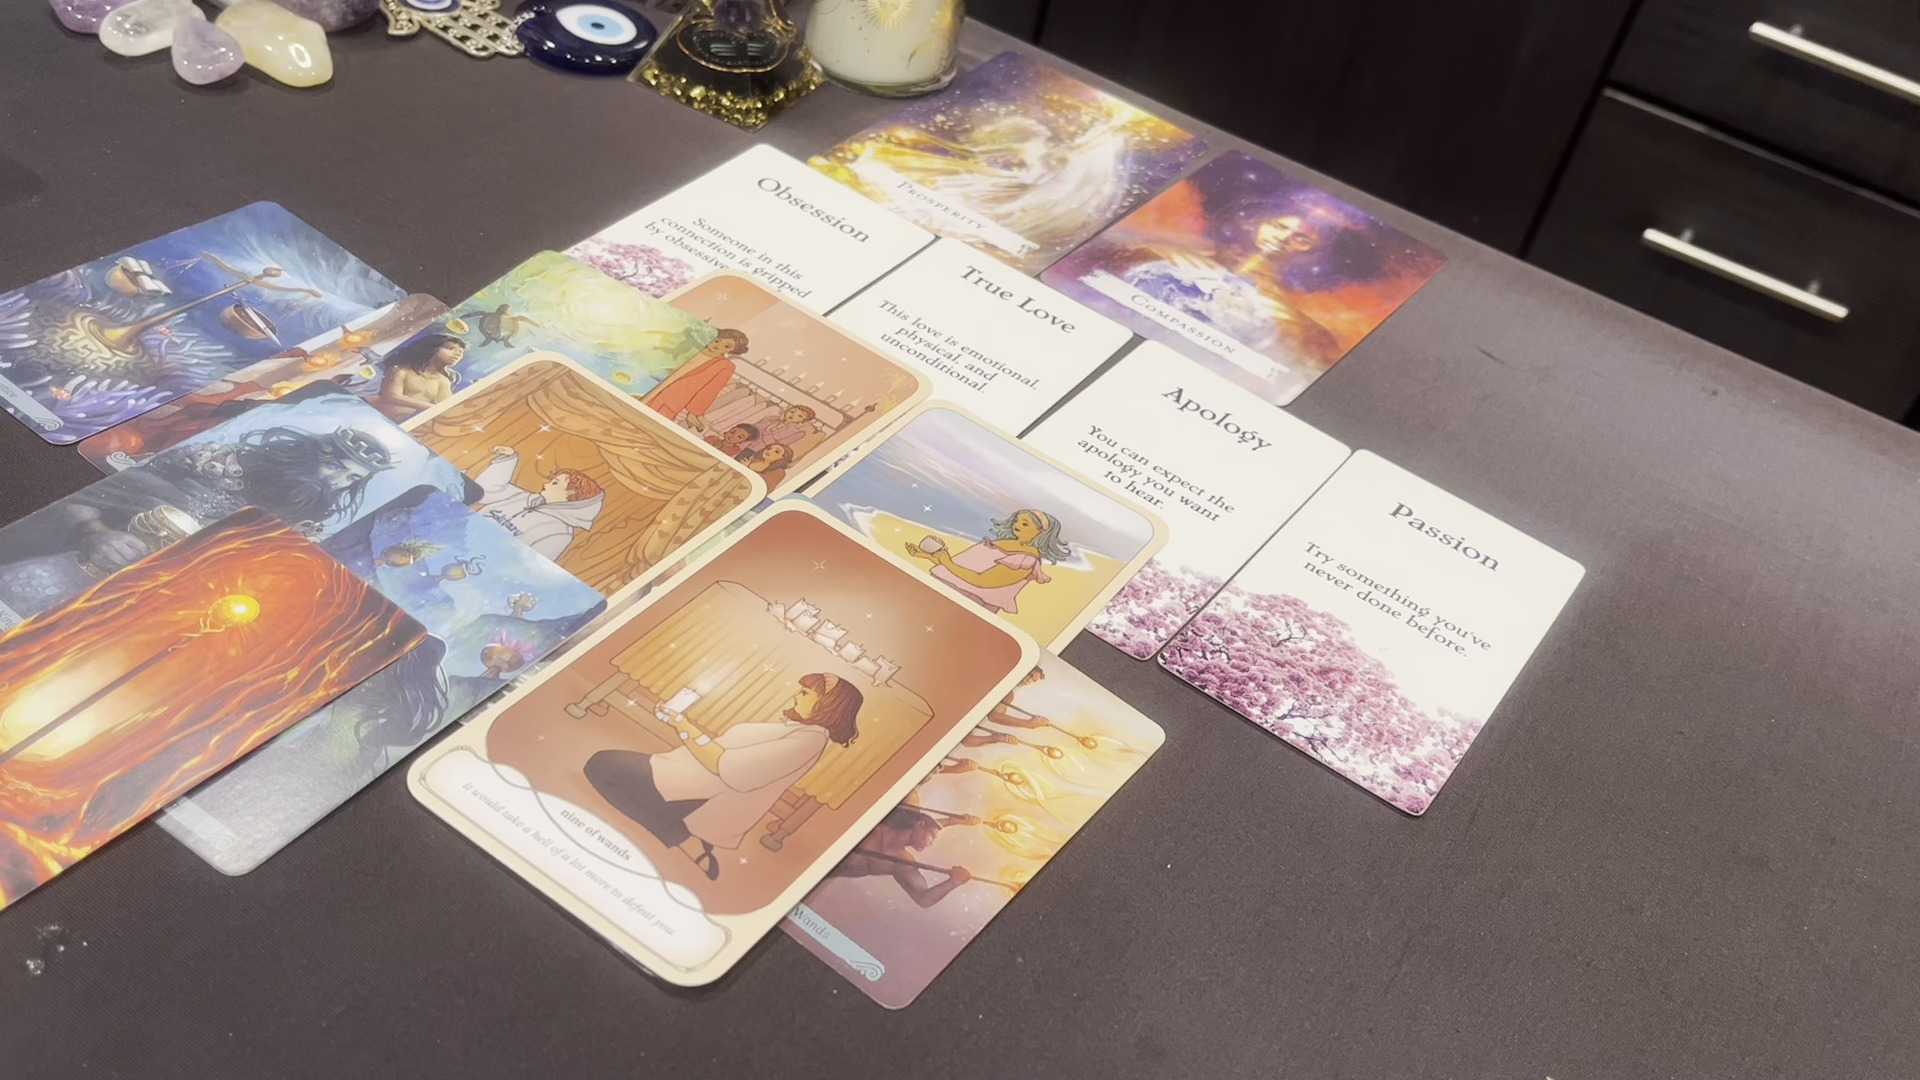 PROSPERITY
COMPASSION
Obsession
Someone in this
connection is gripped
by obsessive
True Love
This love is emotional,
physical, and
unconditional.
Apology
You can expect the
apology you want
to hear.
Passion
Try something you've
never done before.
Solitary
nine of wands
it would take a hell of a lot more to defeat you.
Wands